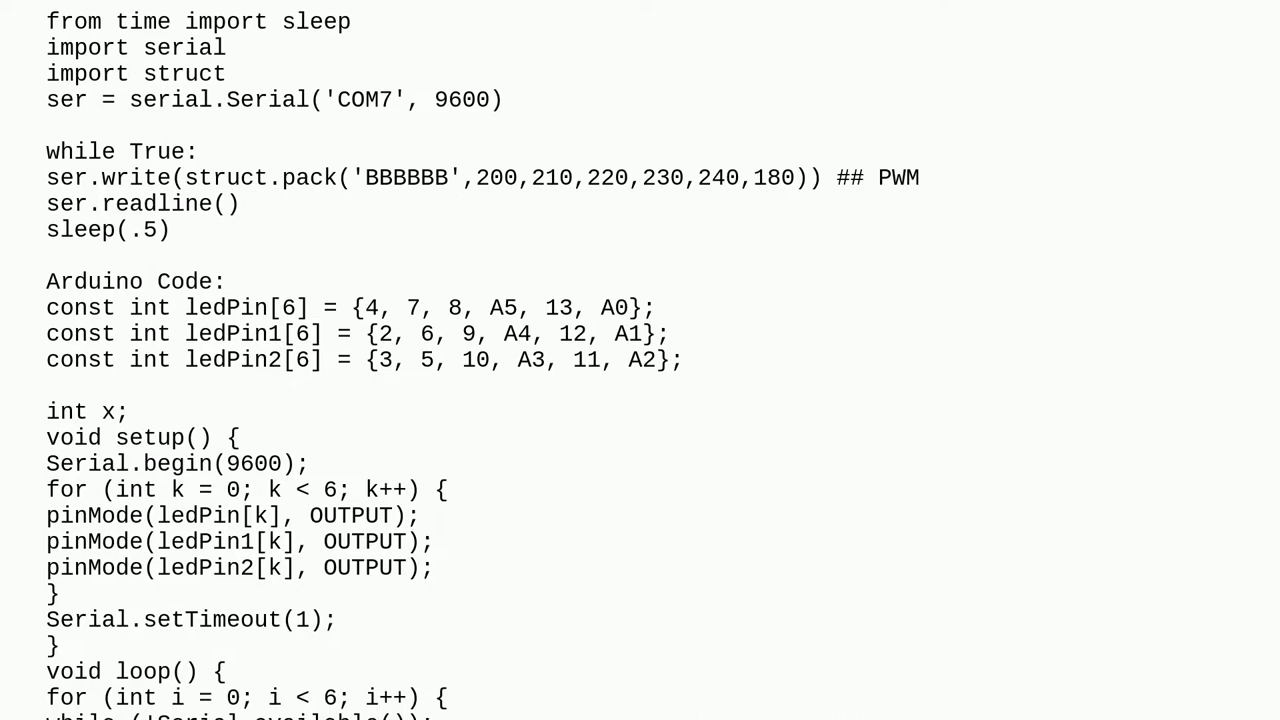 from time import sleep
import serial
import struct
ser = serial.Serial('COM7', 9600)
while True:
ser.write(struct.pack('BBBBBB',200,210,220,230,240,180)) ## PWM
ser.readline()
sleep(.5)
Arduino Code:
const int ledPin[6] = {4, 7, 8, A5, 13, A0};
const int ledPin1[6] = {2, 6, 9, A4, 12, A1};
const int ledPin2[6] = {3, 5, 10, A3, 11, A2};
int x;
void setup() {
Serial.begin(9600);
for (int k = 0; k < 6; k++) {
pinMode(ledPin[k], OUTPUT);
pinMode(ledPin1[k], OUTPUT);
pinMode(ledPin2[k], OUTPUT);
}
Serial.setTimeout(1);
}
void loop() {
for (int i = 0; i < 6; i++) {
while (!Serial.available());